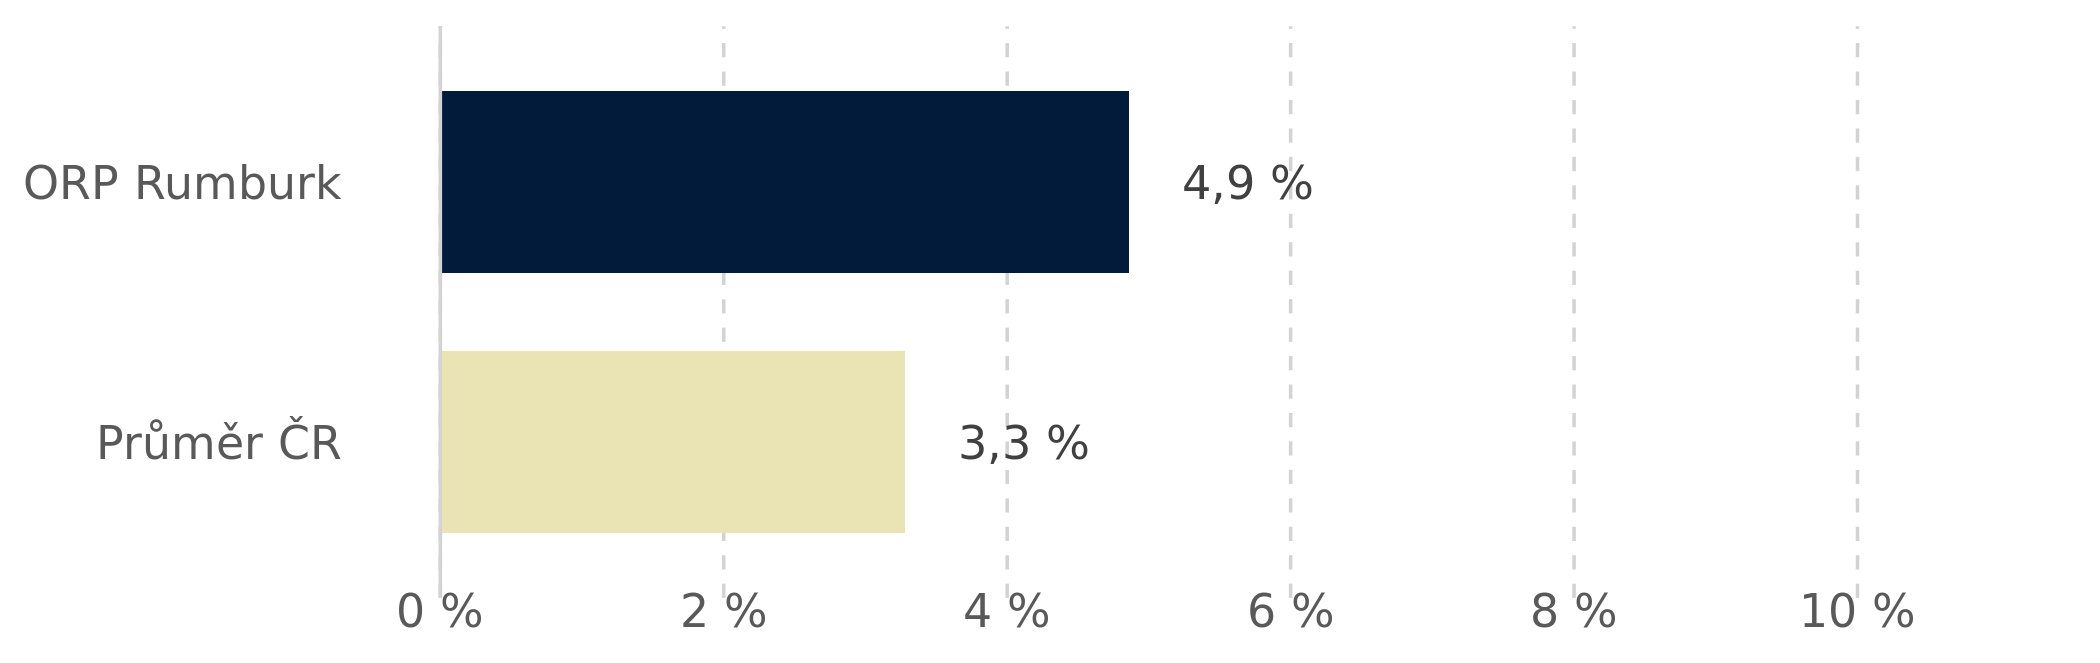 ORP Rumburk
4,9 %
Průměr ČR
3,3 %
0 % 2 % 4 % 6 % 8 % 10 %